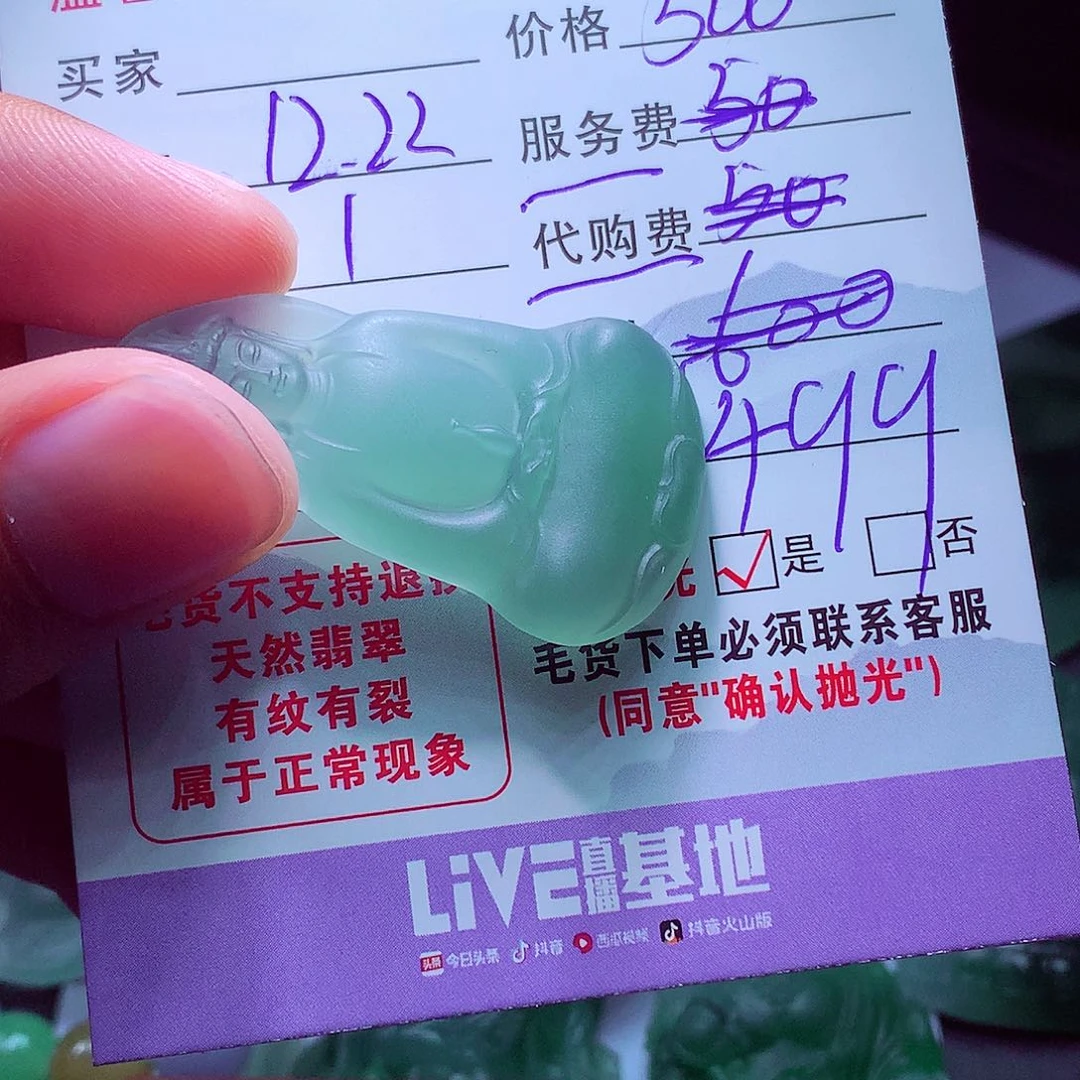 买家
价格 500
12.22
服务费 50
1
代购费 50
600
499
是 否
毛货下单必须联系客服
(同意"确认抛光")
货不支持退
天然翡翠
有纹有裂
属于正常现象
LiVE直播基地
头条 今日头条 抖音 西瓜视频 抖音火山版